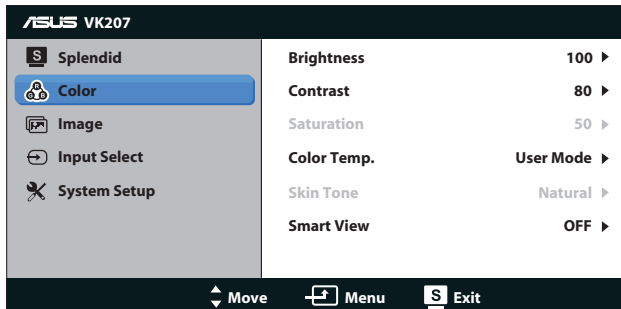 ASUS VK207
S Splendid
R G B Color
Image
Input Select
System Setup
Brightness 100
Contrast 80
Saturation 50
Color Temp. User Mode
Skin Tone Natural
Smart View OFF
Move Menu S Exit